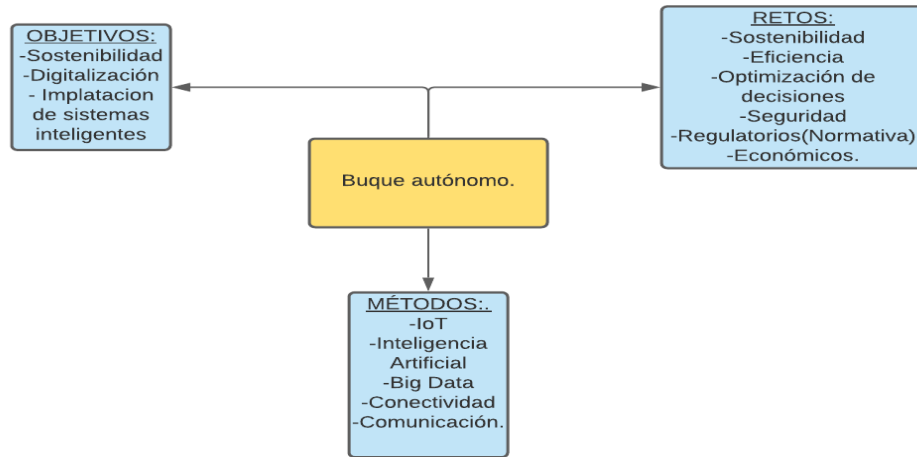 OBJETIVOS:
-Sostenibilidad
-Digitalización
- Implatacion
de sistemas
inteligentes
RETOS:
-Sostenibilidad
-Eficiencia
-Optimización de
decisiones
-Seguridad
-Regulatorios(Normativa)
-Económicos.
Buque autónomo.
MÉTODOS:.
-IoT
-Inteligencia
Artificial
-Big Data
-Conectividad
-Comunicación.